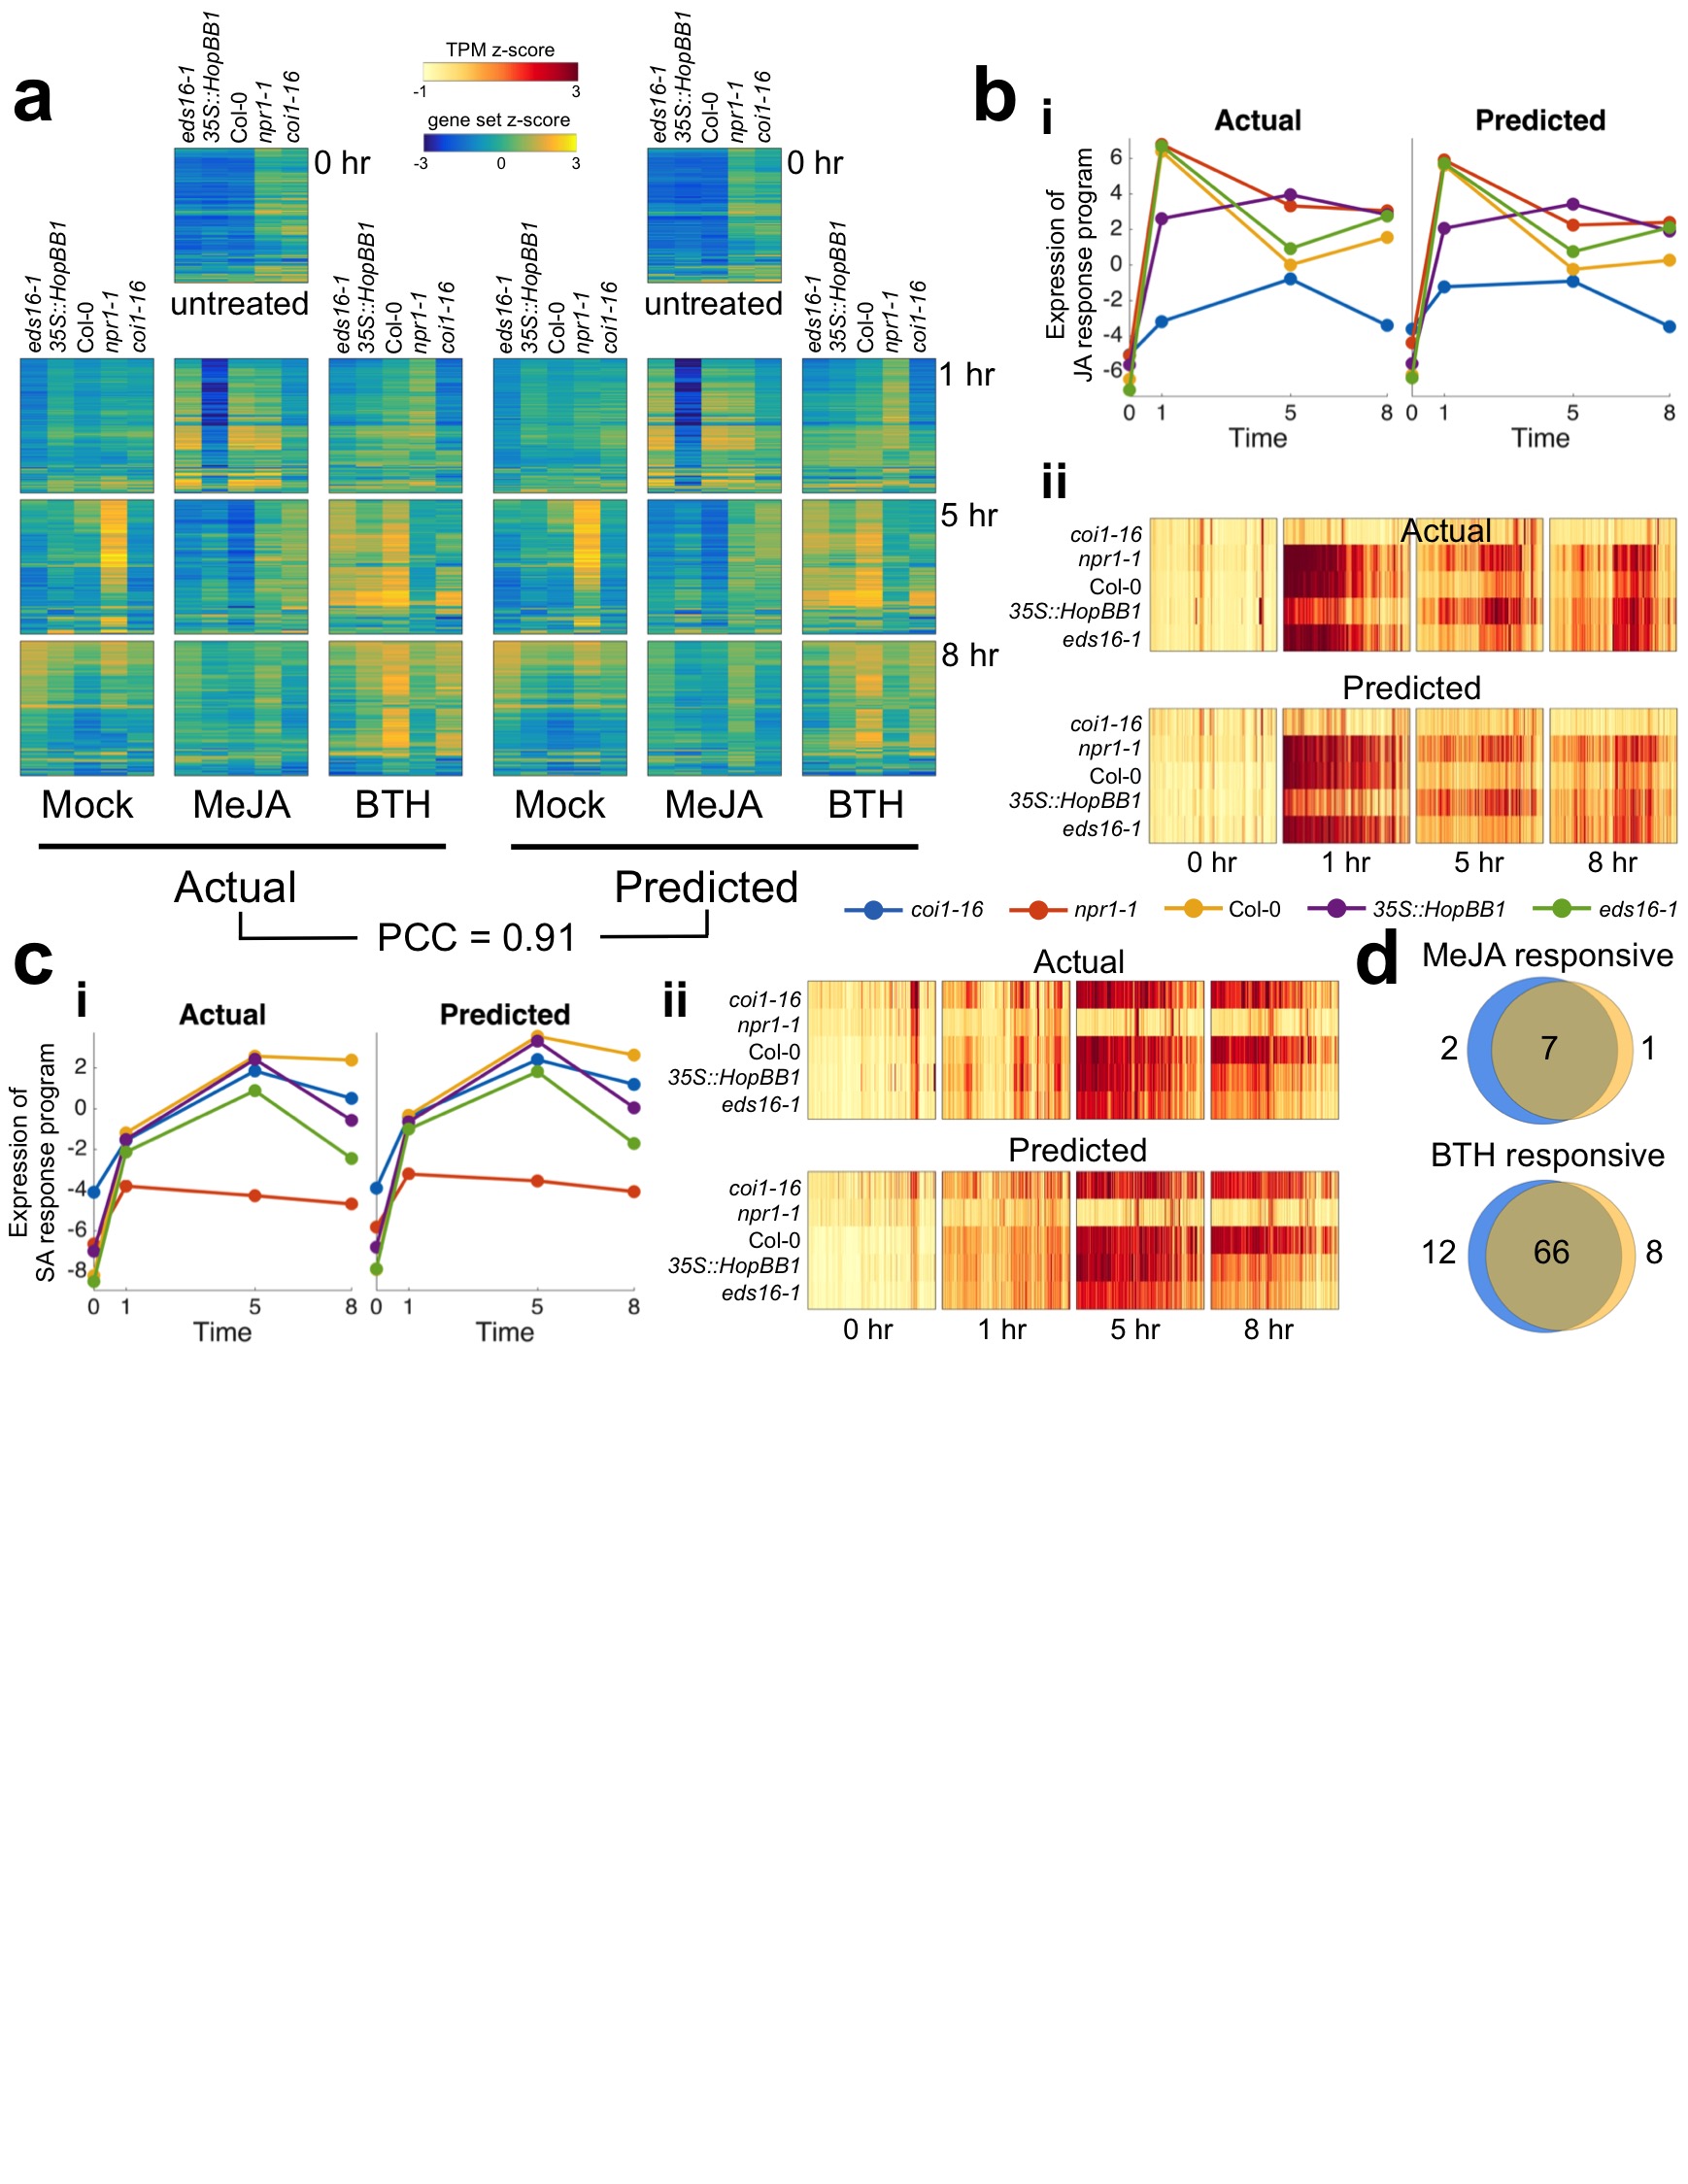 a
eds16-1
35S::HopBB1
Col-0
npr1-1
coi1-16
TPM z-score
-1
3
gene set z-score
-3
0
3
eds16-1
35S::HopBB1
Col-0
npr1-1
coi1-16
0 hr
0 hr
untreated
untreated
eds16-1
35S::HopBB1
Col-0
npr1-1
coi1-16
eds16-1
35S::HopBB1
Col-0
npr1-1
coi1-16
eds16-1
35S::HopBB1
Col-0
npr1-1
coi1-16
eds16-1
35S::HopBB1
Col-0
npr1-1
coi1-16
1 hr
5 hr
8 hr
Mock
MeJA
BTH
Mock
MeJA
BTH
Actual
Predicted
PCC = 0.91
b
i
Actual
Predicted
Expression of
JA response program
6
4
2
0
-2
-4
-6
0
1
5
8
0
1
5
8
Time
Time
ii
Actual
coi1-16
npr1-1
Col-0
35S::HopBB1
eds16-1
Predicted
coi1-16
npr1-1
Col-0
35S::HopBB1
eds16-1
0 hr
1 hr
5 hr
8 hr
coi1-16
npr1-1
Col-0
35S::HopBB1
eds16-1
c
i
Actual
Predicted
Expression of
SA response program
2
0
-2
-4
-6
-8
0
1
5
8
0
1
5
8
Time
Time
ii
Actual
coi1-16
npr1-1
Col-0
35S::HopBB1
eds16-1
Predicted
coi1-16
npr1-1
Col-0
35S::HopBB1
eds16-1
0 hr
1 hr
5 hr
8 hr
d
MeJA responsive
2
7
1
BTH responsive
12
66
8